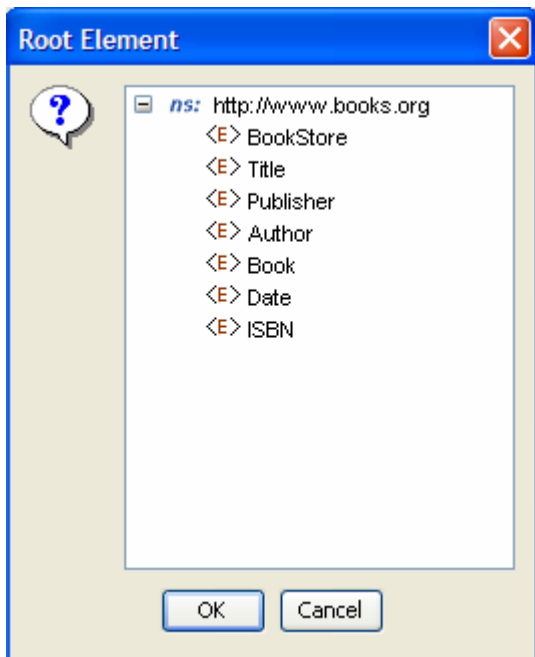 Root Element
?
ns: http://www.books.org
<E> BookStore
<E> Title
<E> Publisher
<E> Author
<E> Book
<E> Date
<E> ISBN
OK Cancel